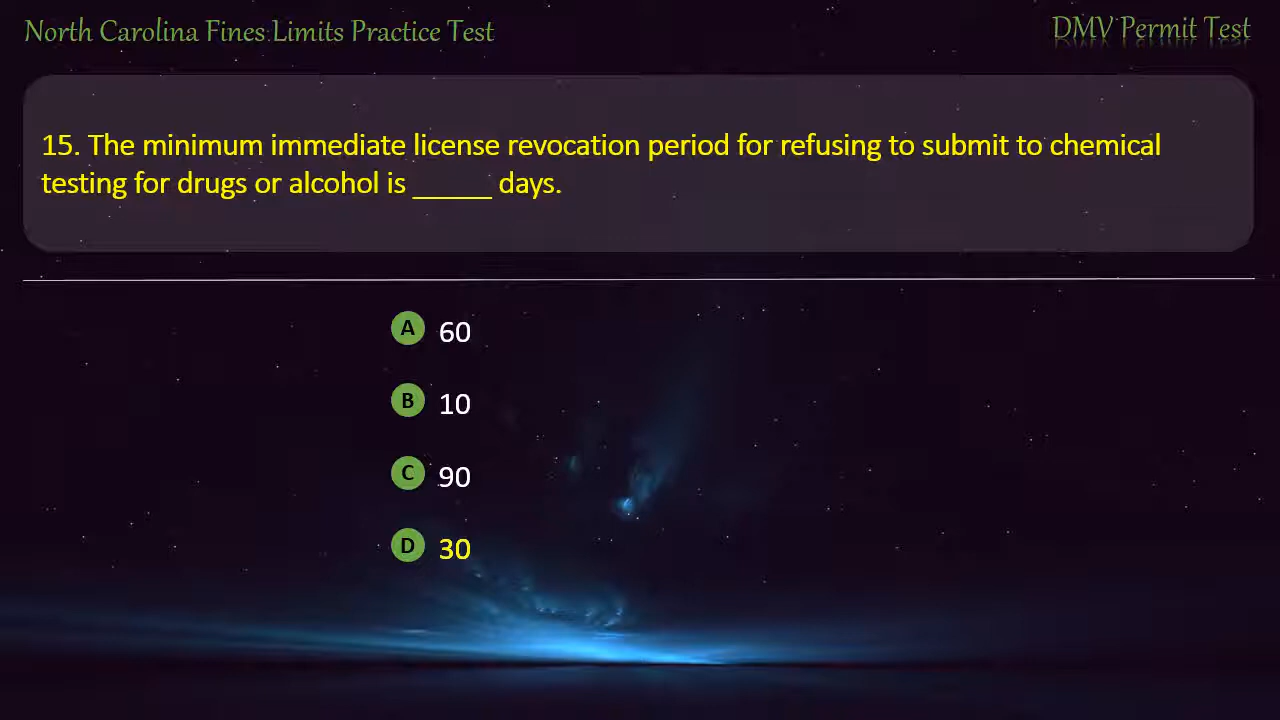 North Carolina Fines Limits Practice Test
DMV Permit Test
15. The minimum immediate license revocation period for refusing to submit to chemical
testing for drugs or alcohol is _____ days.
A 60
B 10
C 90
D 30